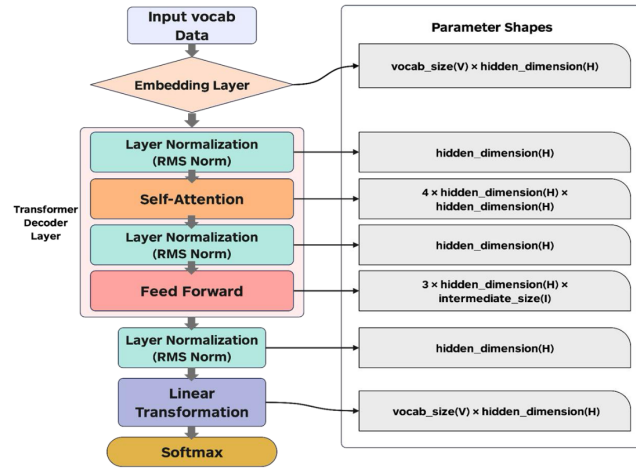 Input vocab
Data
Parameter Shapes
Embedding Layer
vocab_size(V) × hidden_dimension(H)
Transformer
Decoder
Layer
Layer Normalization
(RMS Norm)
hidden_dimension(H)
Self-Attention
4 × hidden_dimension(H) ×
hidden_dimension(H)
Layer Normalization
(RMS Norm)
hidden_dimension(H)
Feed Forward
3 × hidden_dimension(H) ×
intermediate_size(I)
Layer Normalization
(RMS Norm)
hidden_dimension(H)
Linear
Transformation
vocab_size(V) × hidden_dimension(H)
Softmax